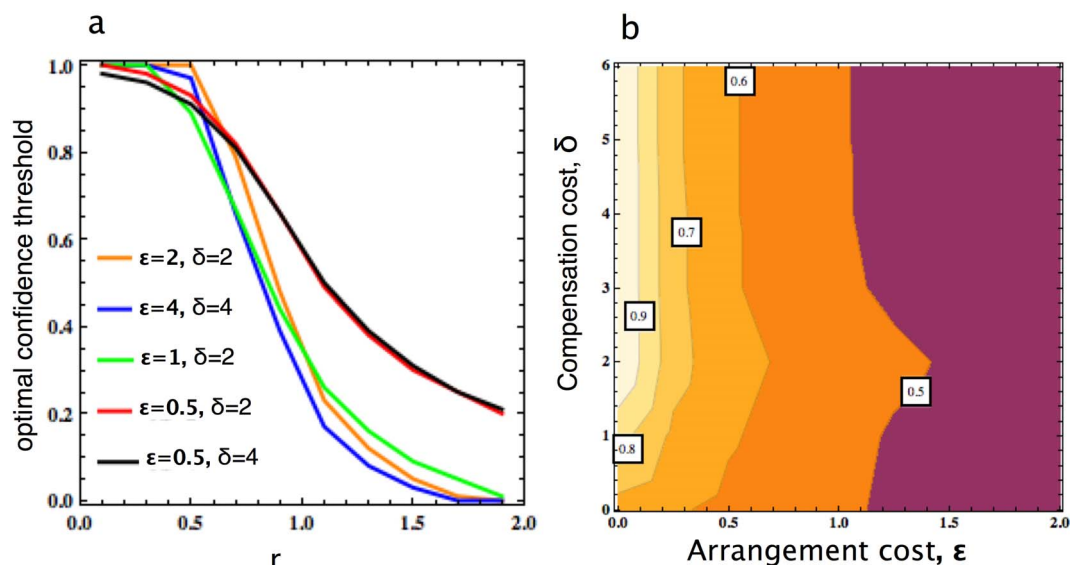 a
optimal confidence threshold
1.0
0.8
0.6
0.4
0.2
0.0
ε=2, δ=2
ε=4, δ=4
ε=1, δ=2
ε=0.5, δ=2
ε=0.5, δ=4
0.0 0.5 1.0 1.5 2.0
r
b
Compensation cost, δ
6
5
4
3
2
1
0
0.6
0.7
0.9
0.5
0.8
0.0 0.5 1.0 1.5 2.0
Arrangement cost, ε